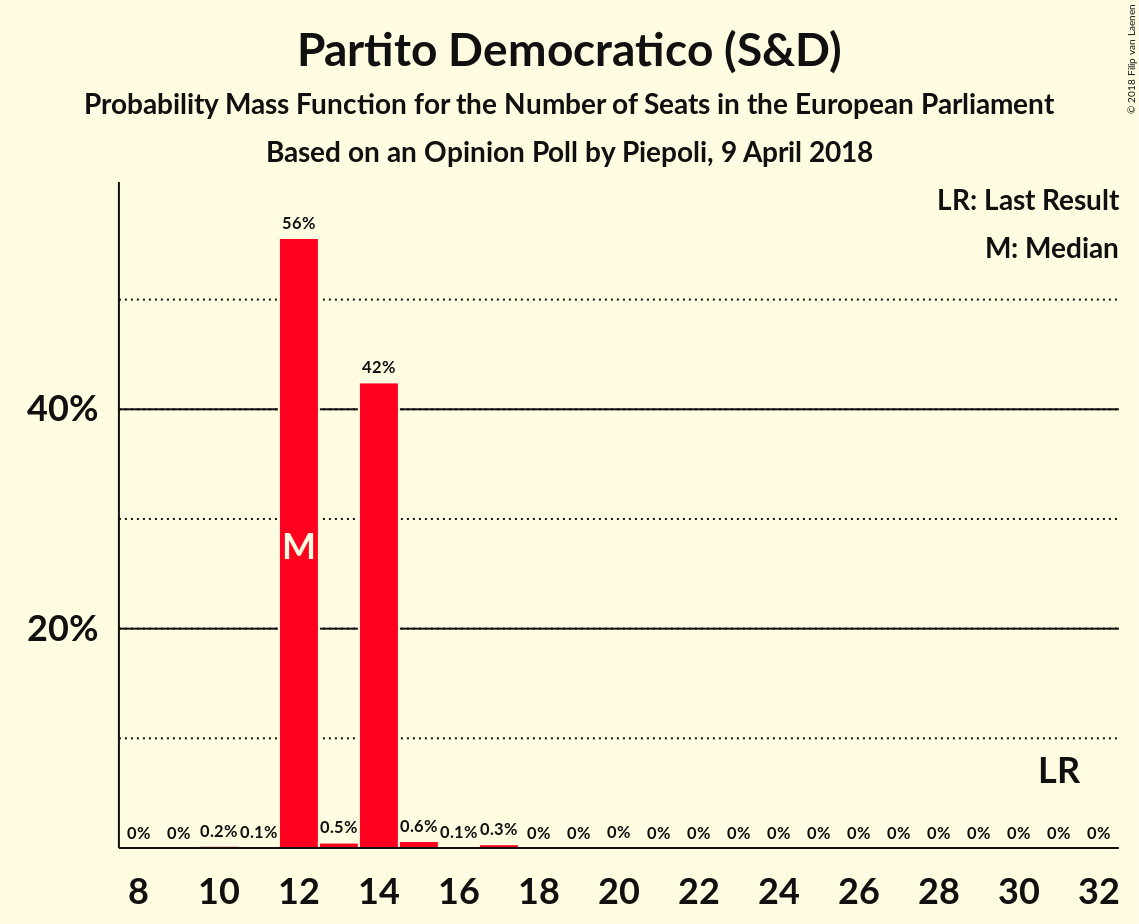 Partito Democratico (S&D)
Probability Mass Function for the Number of Seats in the European Parliament
Based on an Opinion Poll by Piepoli, 9 April 2018
© 2018 Filip van Laenen
LR: Last Result
M: Median
56%
42%
40%
M
20%
LR
0% 0% 0.2% 0.1% 0.5% 0.6% 0.1% 0.3% 0% 0% 0% 0% 0% 0% 0% 0% 0% 0% 0% 0% 0% 0% 0%
8 10 12 14 16 18 20 22 24 26 28 30 32